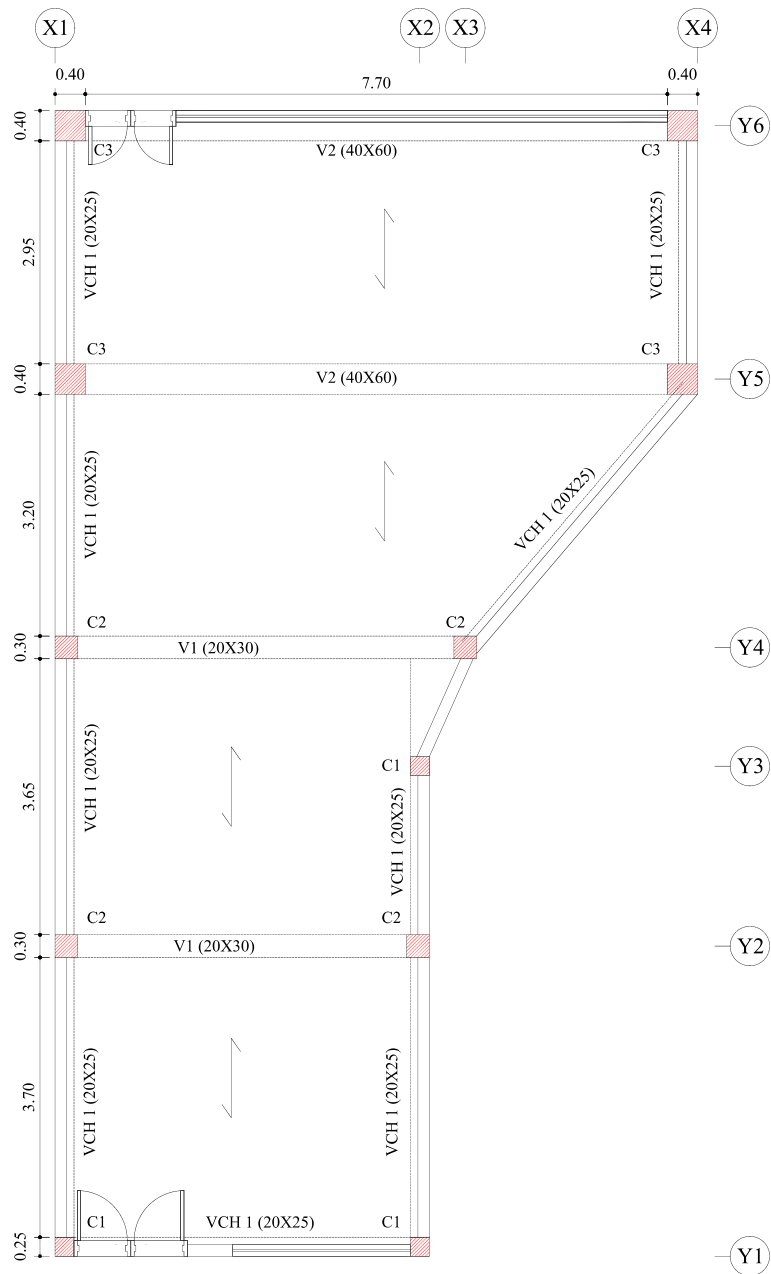 X1 X2 X3 X4
0.40 7.70 0.40
0.40
Y6
C3 V2 (40X60) C3
VCH 1 (20X25)
VCH 1 (20X25)
2.95
C3 C3
0.40
V2 (40X60)
Y5
VCH 1 (20X25)
VCH 1 (20X25)
3.20
C2 C2
0.30
V1 (20X30)
Y4
VCH 1 (20X25)
C1
Y3
3.65
VCH 1 (20X25)
C2 C2
0.30
V1 (20X30)
Y2
VCH 1 (20X25)
VCH 1 (20X25)
3.70
C1 VCH 1 (20X25) C1
0.25
Y1